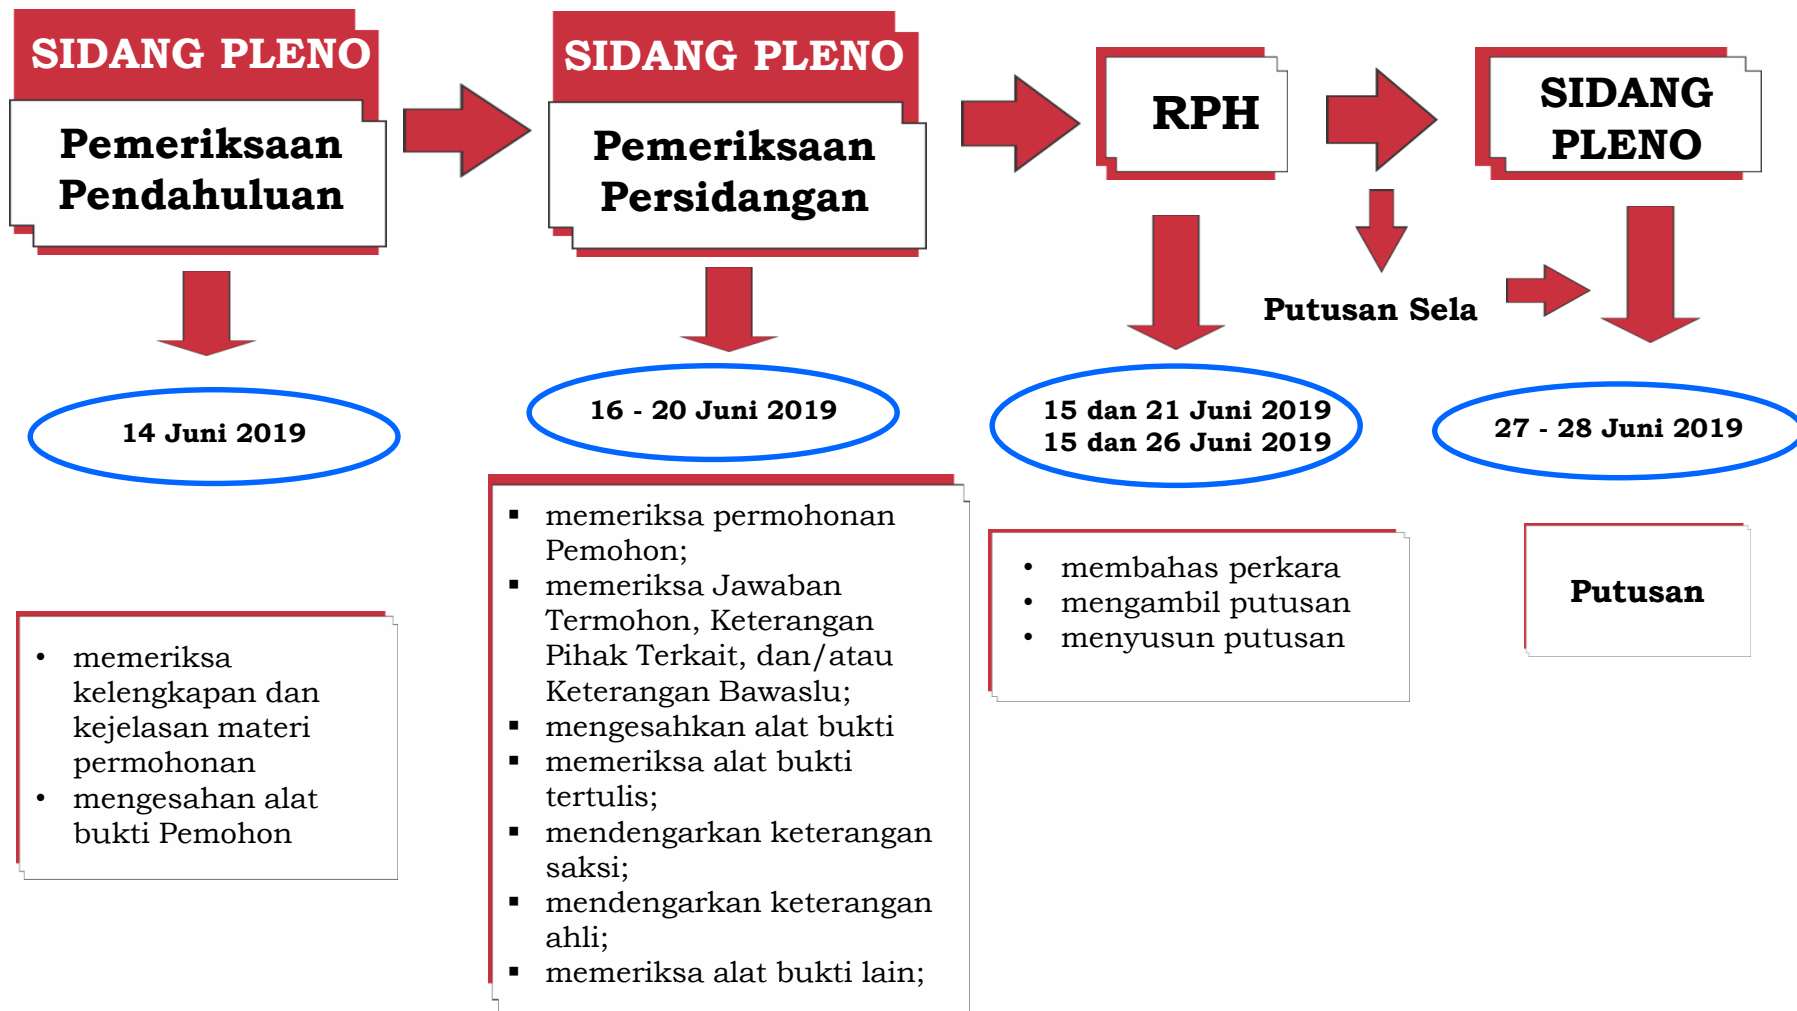 SIDANG PLENO
Pemeriksaan
Pendahuluan
14 Juni 2019
• memeriksa
kelengkapan dan
kejelasan materi
permohonan
• mengesahan alat
bukti Pemohon
SIDANG PLENO
Pemeriksaan
Persidangan
16 - 20 Juni 2019
▪ memeriksa permohonan
Pemohon;
▪ memeriksa Jawaban
Termohon, Keterangan
Pihak Terkait, dan/atau
Keterangan Bawaslu;
▪ mengesahkan alat bukti
▪ memeriksa alat bukti
tertulis;
▪ mendengarkan keterangan
saksi;
▪ mendengarkan keterangan
ahli;
▪ memeriksa alat bukti lain;
RPH
15 dan 21 Juni 2019
15 dan 26 Juni 2019
• membahas perkara
• mengambil putusan
• menyusun putusan
Putusan Sela
SIDANG
PLENO
27 - 28 Juni 2019
Putusan